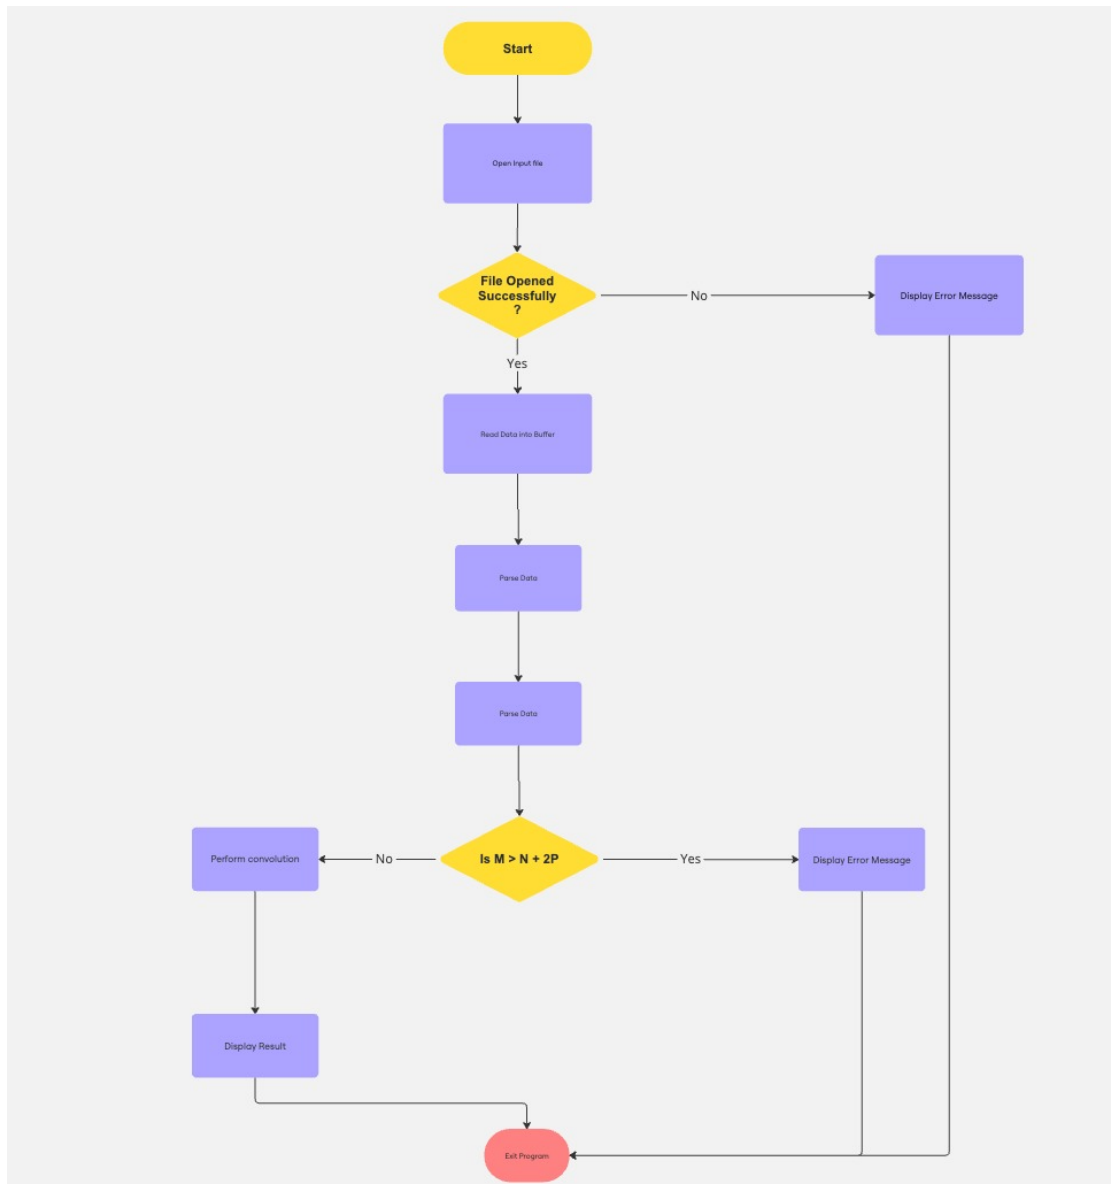 Start
Open Input file
File Opened
Successfully
?
No
Display Error Message
Yes
Read Data into Buffer
Parse Data
Parse Data
Perform convolution
No
Is M > N + 2P
Yes
Display Error Message
Display Result
Exit Program